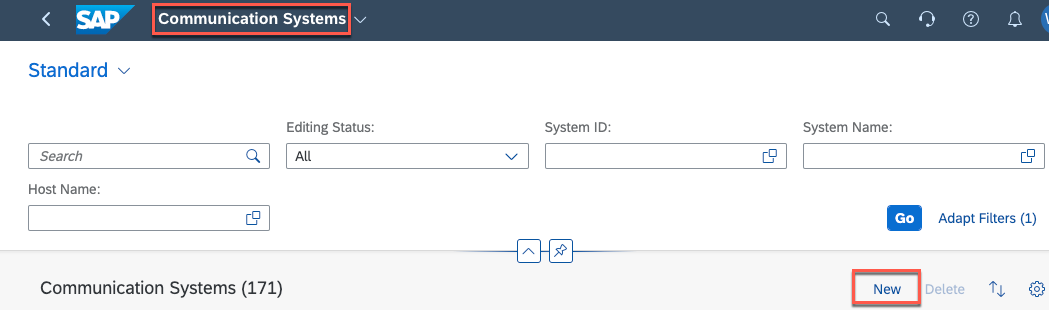 SAP Communication Systems
Standard
Editing Status: System ID: System Name:
Search All
Host Name:
Go Adapt Filters (1)
Communication Systems (171) New Delete